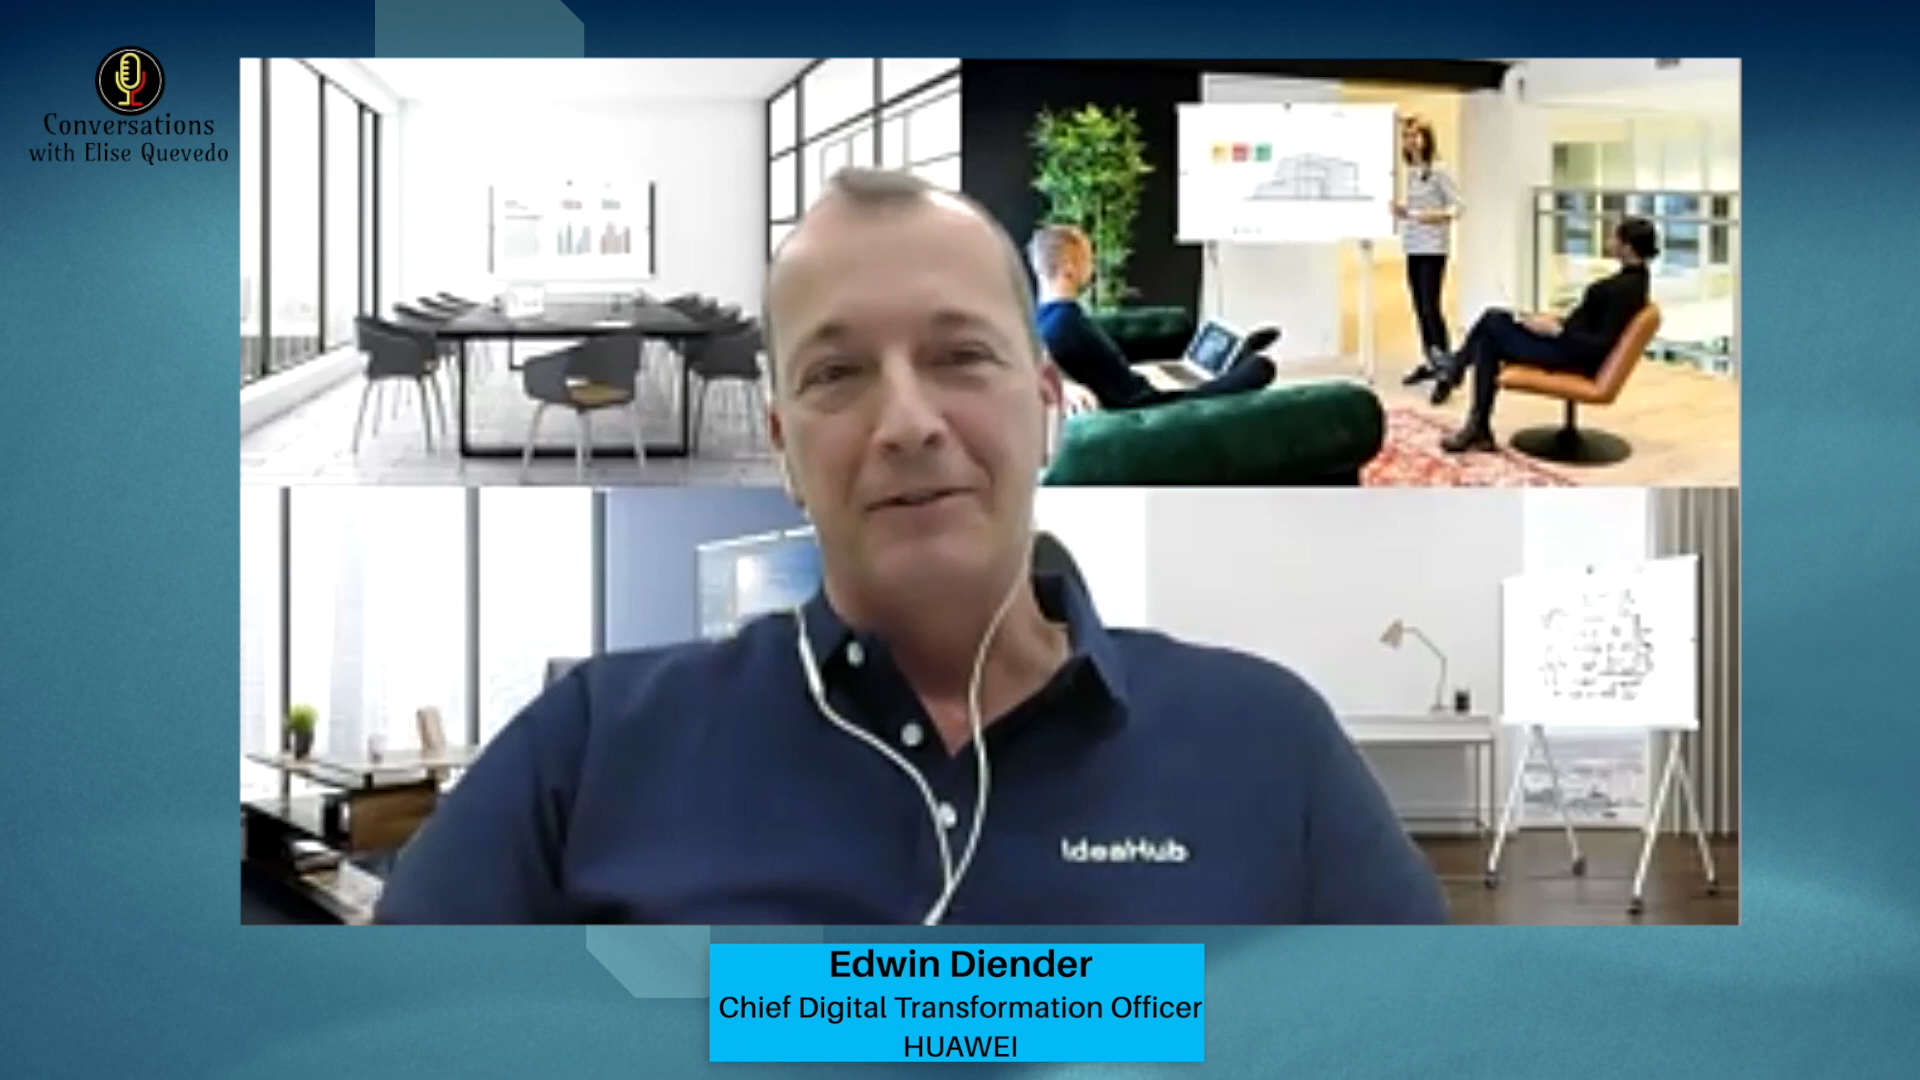 Conversations
with Elise Quevedo
IdeaHub
Edwin Diender
Chief Digital Transformation Officer
HUAWEI